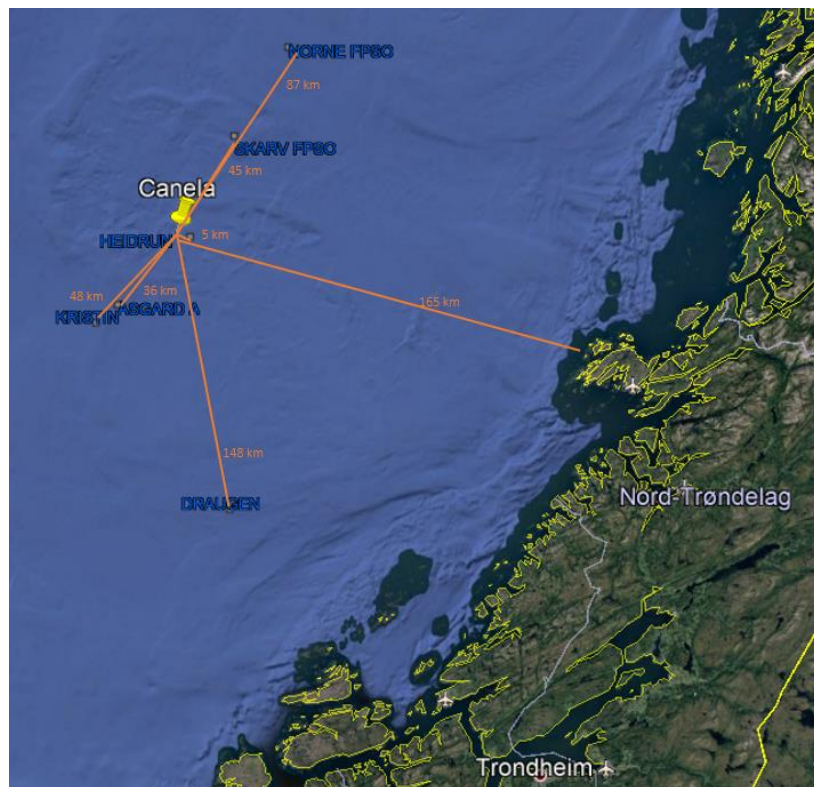 NORNE FPSO
87 km
SKARV FPSO
45 km
Canela
HEIDRUN
5 km
48 km
36 km
ASGARD A
KRISTIN
165 km
148 km
DRAUGEN
Nord-Trøndelag
Trondheim